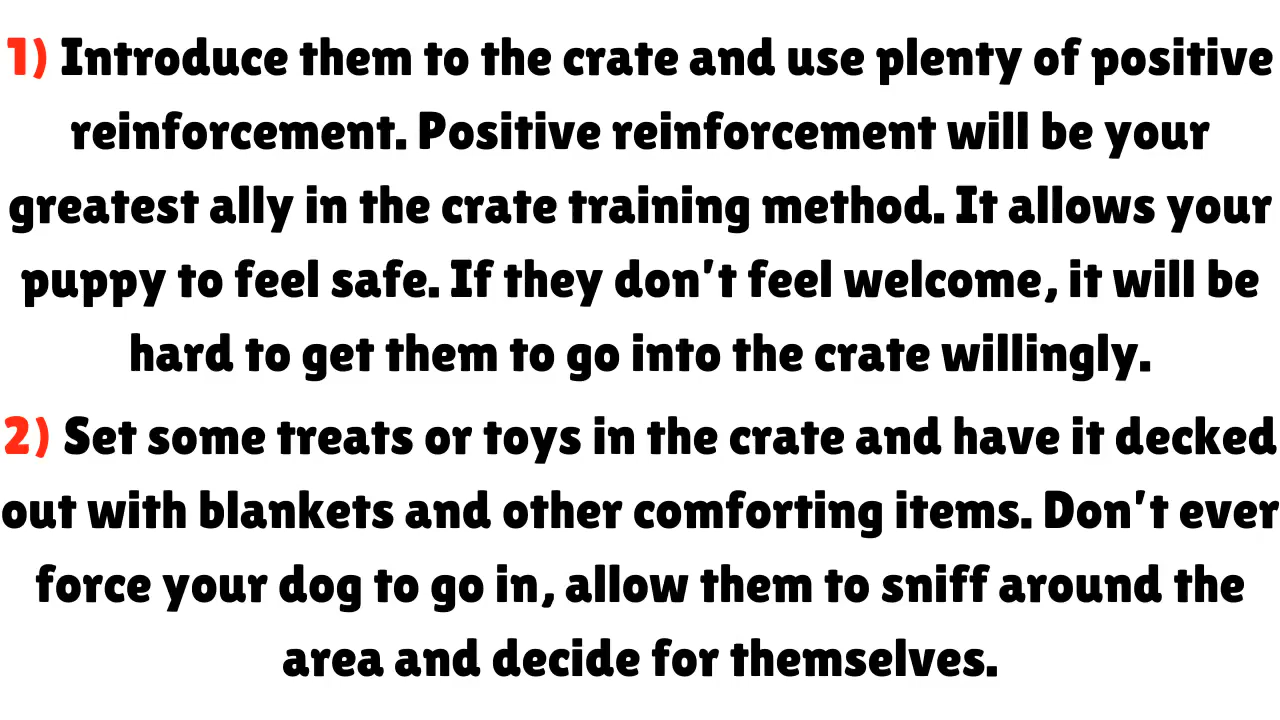 1) Introduce them to the crate and use plenty of positive
reinforcement. Positive reinforcement will be your
greatest ally in the crate training method. It allows your
puppy to feel safe. If they don't feel welcome, it will be
hard to get them to go into the crate willingly.
2) Set some treats or toys in the crate and have it decked
out with blankets and other comforting items. Don't ever
force your dog to go in, allow them to sniff around the
area and decide for themselves.